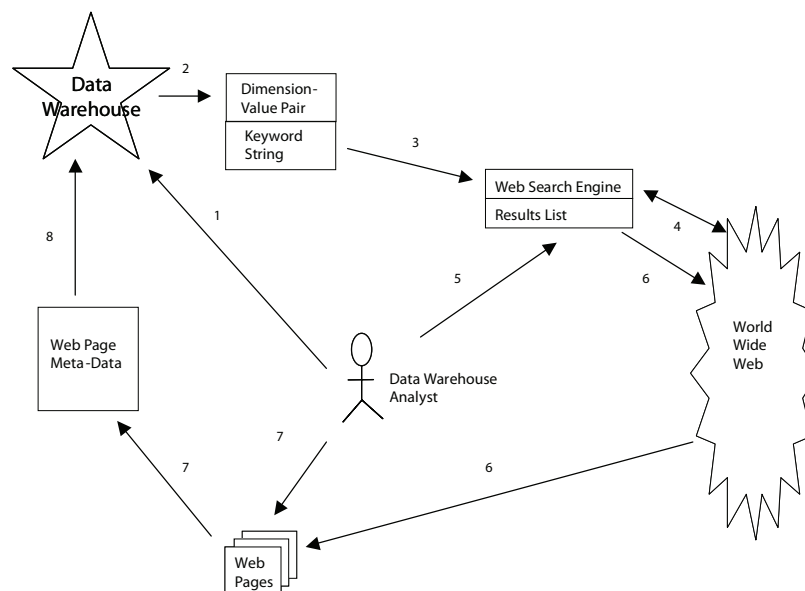 Data
Warehouse
2
Dimension-
Value Pair
Keyword
String
3
Web Search Engine
Results List
4
1
8
5
6
World
Wide
Web
Web Page
Meta-Data
Data Warehouse
Analyst
7
7
6
Web
Pages